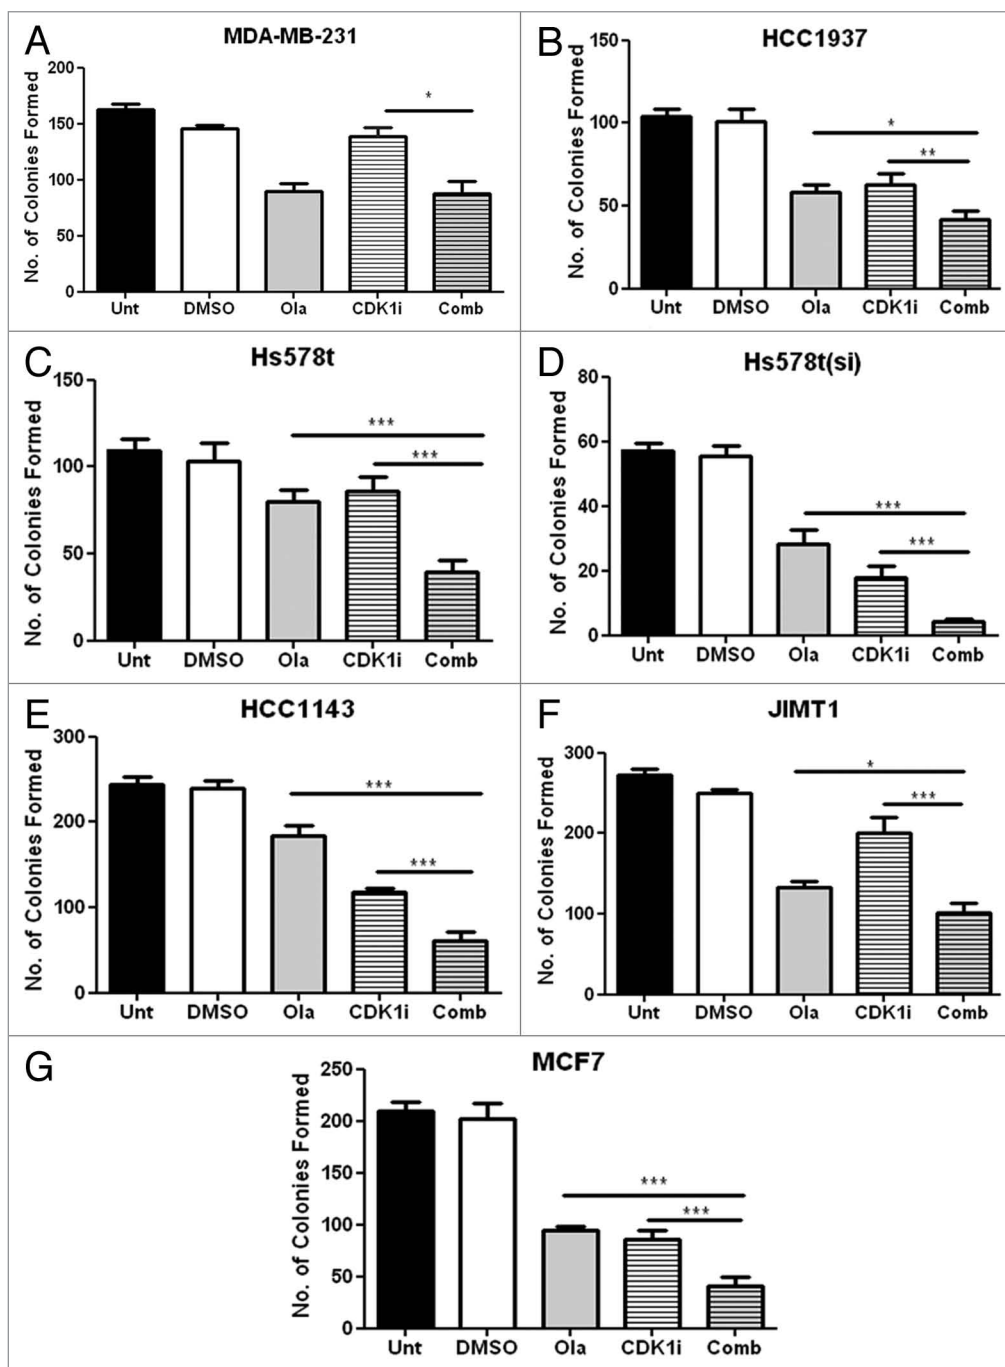 A
MDA-MB-231
No. of Colonies Formed
200
150
100
50
0
*
Unt DMSO Ola CDK1i Comb
B
HCC1937
No. of Colonies Formed
150
100
50
0
*
**
Unt DMSO Ola CDK1i Comb
C
Hs578t
No. of Colonies Formed
150
100
50
0
***
***
Unt DMSO Ola CDK1i Comb
D
Hs578t(si)
No. of Colonies Formed
80
60
40
20
0
***
***
Unt DMSO Ola CDK1i Comb
E
HCC1143
No. of Colonies Formed
300
200
100
0
***
***
Unt DMSO Ola CDK1i Comb
F
JIMT1
No. of Colonies Formed
300
200
100
0
*
***
Unt DMSO Ola CDK1i Comb
G
MCF7
No. of Colonies Formed
250
200
150
100
50
0
***
***
Unt DMSO Ola CDK1i Comb